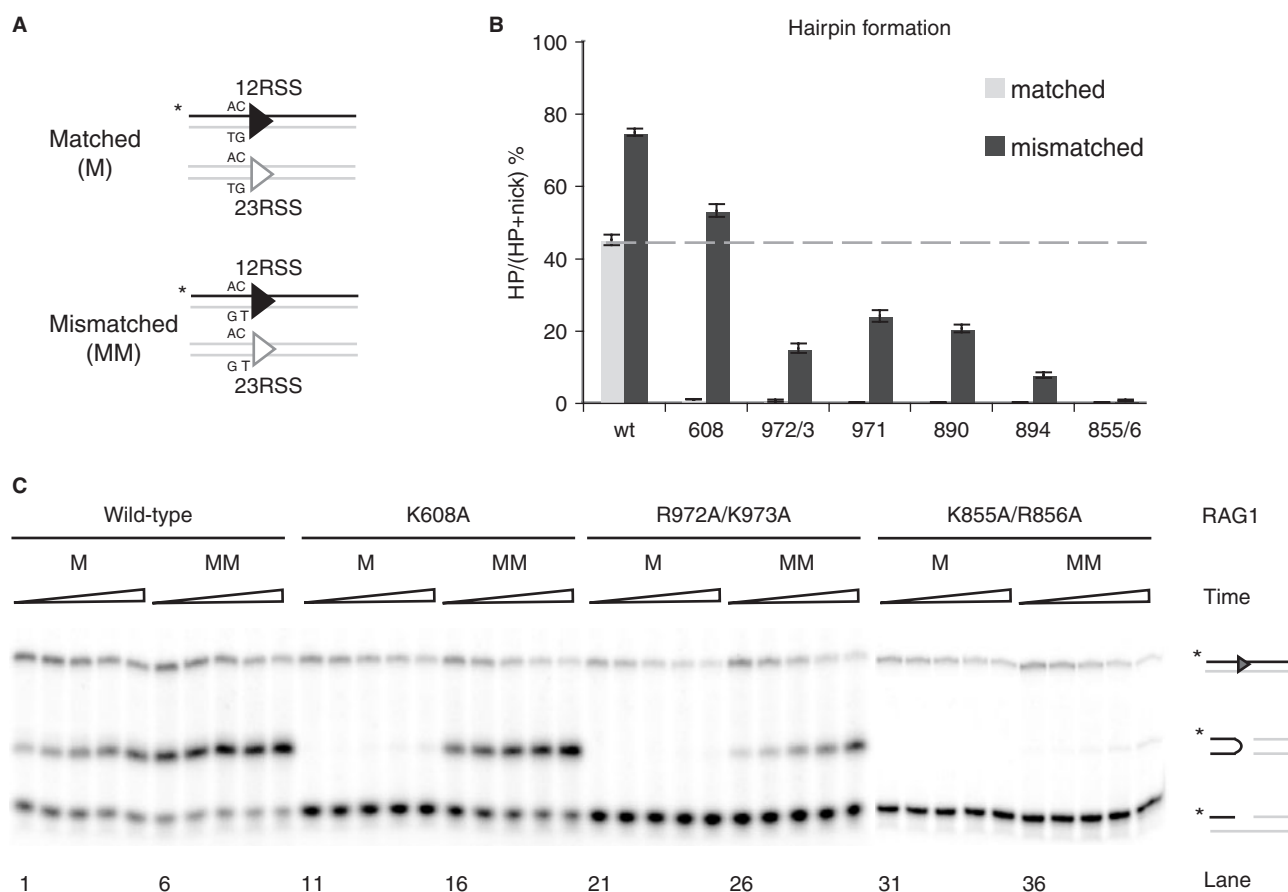 A
12RSS
*
AC
TG
Matched
(M)
AC
TG
23RSS
12RSS
*
AC
G T
Mismatched
(MM)
AC
G T
23RSS
B
Hairpin formation
HP/(HP+nick) %
100
80
60
40
20
0
matched
mismatched
wt 608 972/3 971 890 894 855/6
C
Wild-type K608A R972A/K973A K855A/R856A RAG1
M MM M MM M MM M MM
Time
*
*
*
1 6 11 16 21 26 31 36 Lane